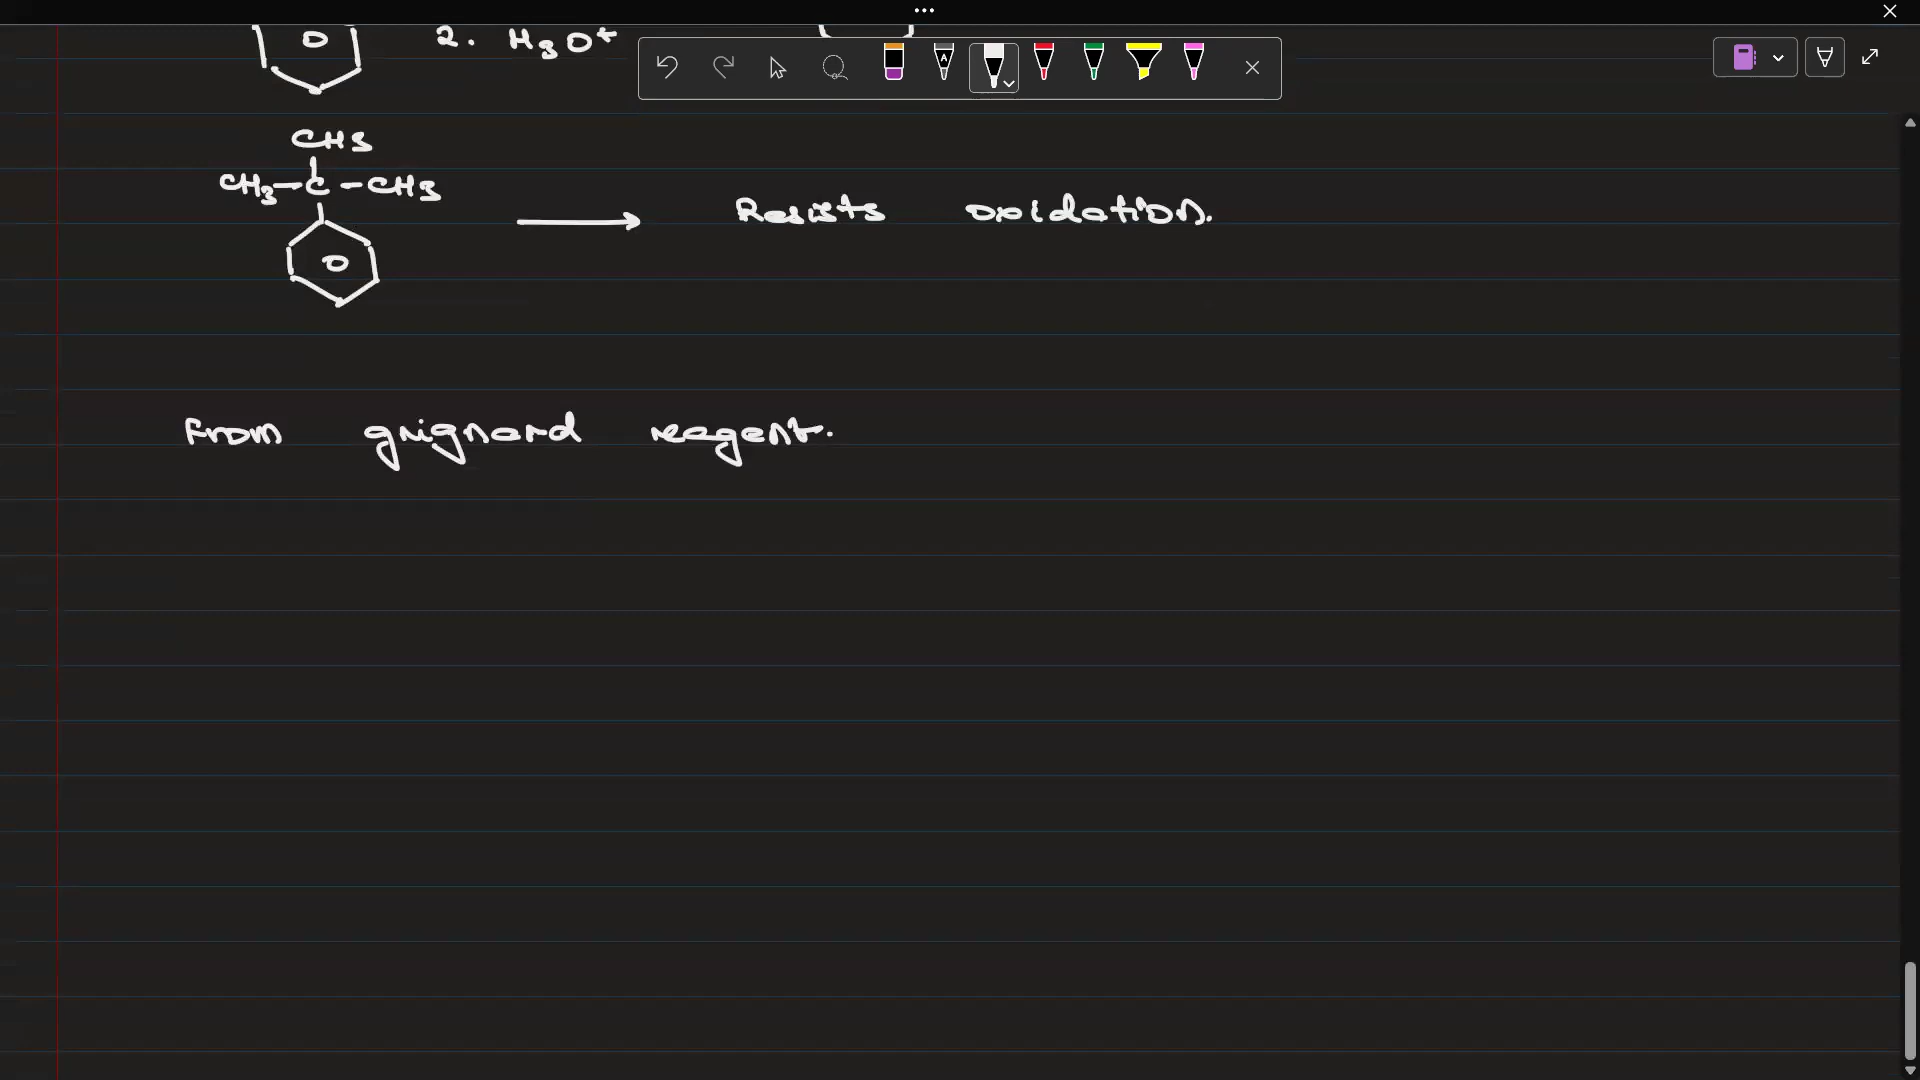 2. H3O+
CH3
CH3-C-CH3
Resists oxidation.
From grignard reagent.